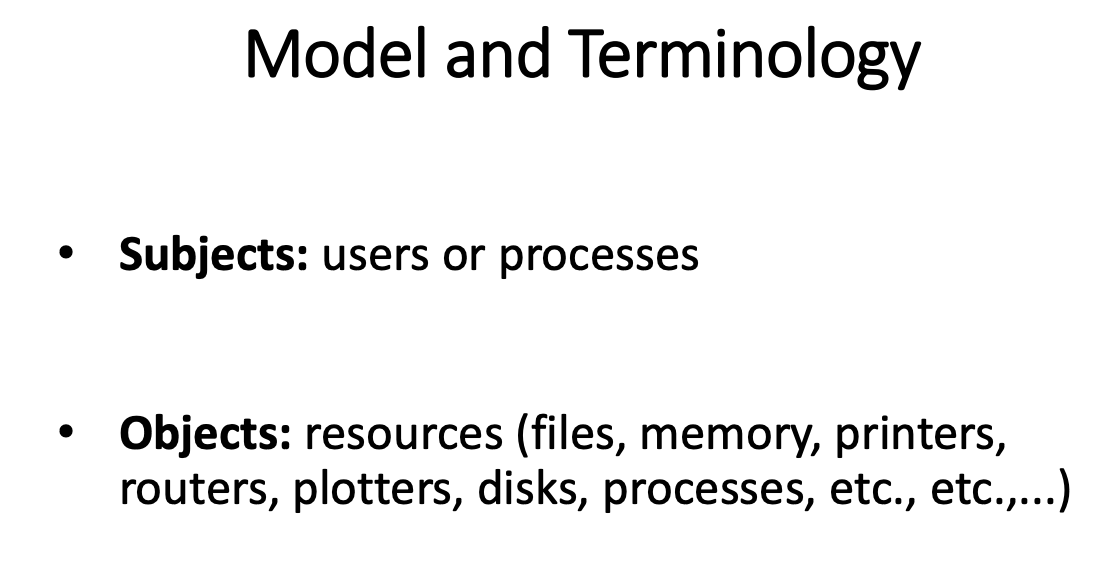 Model and Terminology
• Subjects: users or processes
• Objects: resources (files, memory, printers,
routers, plotters, disks, processes, etc., etc.,...)